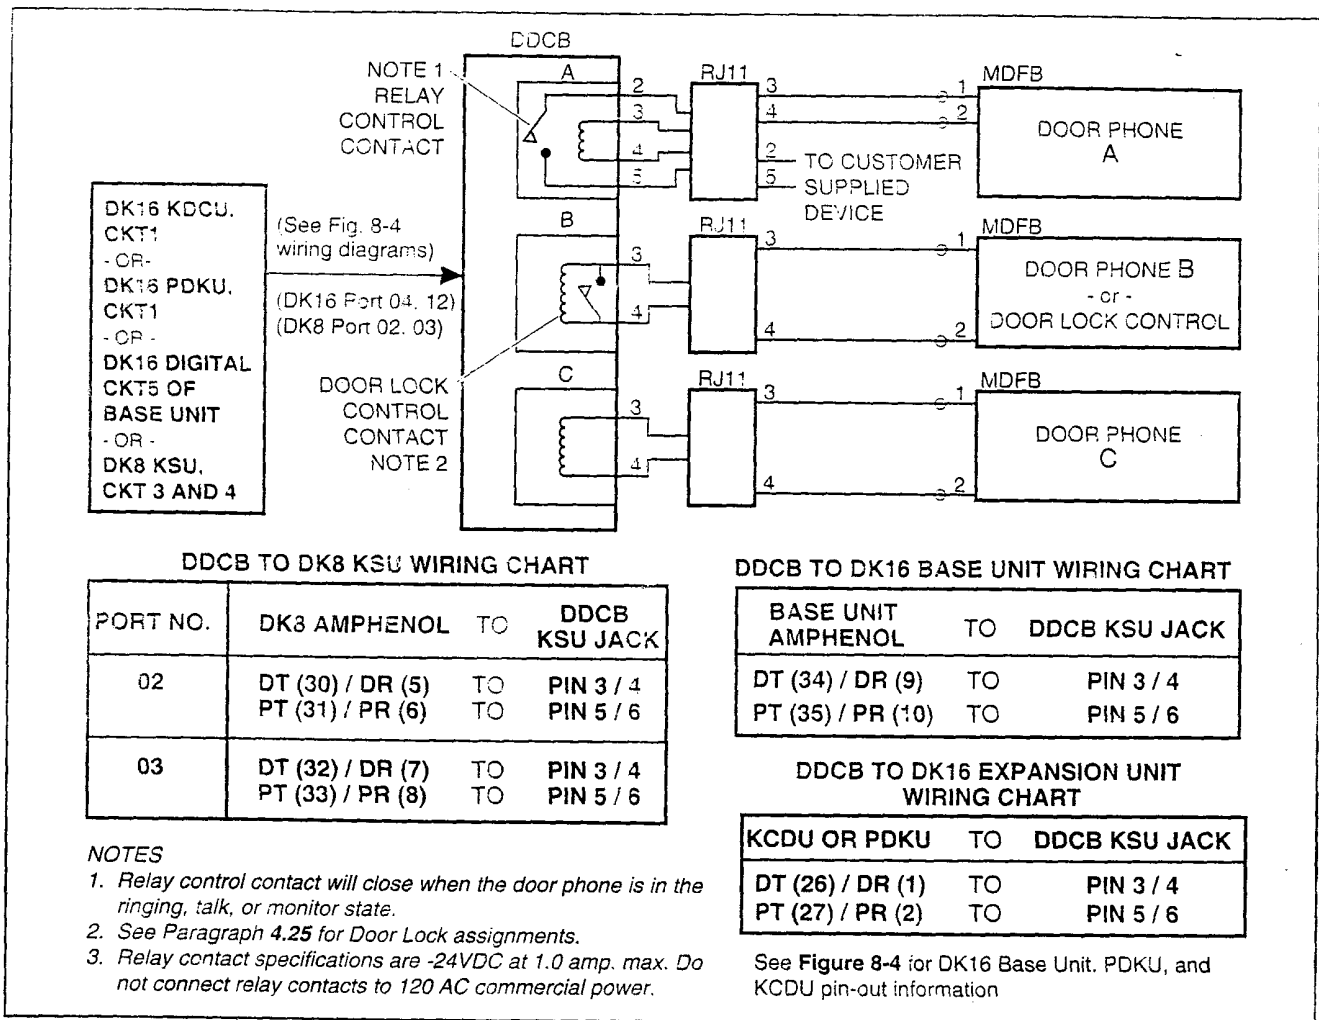 DDCB
NOTE 1
RELAY
CONTROL
CONTACT
A
2
3
4
5
RJ11
3
4
2
5
TO CUSTOMER
SUPPLIED
DEVICE
1
2
MDFB
DOOR PHONE
A
DK16 KDCU,
CKT1
- OR-
DK16 PDKU,
CKT1
- OR -
DK16 DIGITAL
CKT5 OF
BASE UNIT
- OR -
DK8 KSU,
CKT 3 AND 4
(See Fig. 8-4
wiring diagrams)
(DK16 Port 04, 12)
(DK8 Port 02, 03)
B
3
4
RJ11
3
4
1
2
MDFB
DOOR PHONE B
- or -
DOOR LOCK CONTROL
DOOR LOCK
CONTROL
CONTACT
NOTE 2
C
3
4
RJ11
3
4
1
2
MDFB
DOOR PHONE
C
DDCB TO DK8 KSU WIRING CHART
PORT NO. DK8 AMPHENOL TO DDCB KSU JACK
02 DT (30) / DR (5) TO PIN 3 / 4
PT (31) / PR (6) TO PIN 5 / 6
03 DT (32) / DR (7) TO PIN 3 / 4
PT (33) / PR (8) TO PIN 5 / 6
DDCB TO DK16 BASE UNIT WIRING CHART
BASE UNIT AMPHENOL TO DDCB KSU JACK
DT (34) / DR (9) TO PIN 3 / 4
PT (35) / PR (10) TO PIN 5 / 6
DDCB TO DK16 EXPANSION UNIT
WIRING CHART
KCDU OR PDKU TO DDCB KSU JACK
DT (26) / DR (1) TO PIN 3 / 4
PT (27) / PR (2) TO PIN 5 / 6
NOTES
1. Relay control contact will close when the door phone is in the
ringing, talk, or monitor state.
2. See Paragraph 4.25 for Door Lock assignments.
3. Relay contact specifications are -24VDC at 1.0 amp. max. Do
not connect relay contacts to 120 AC commercial power.
See Figure 8-4 for DK16 Base Unit, PDKU, and
KCDU pin-out information